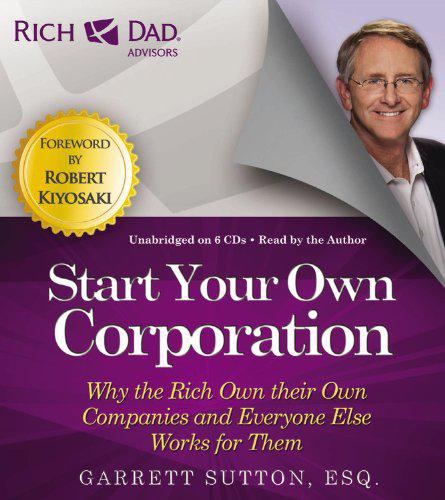 RICH DAD®
ADVISORS
FOREWORD
BY
ROBERT
KIYOSAKI
Unabridged on 6 CDs • Read by the Author
Start Your Own
Corporation
Why the Rich Own their Own
Companies and Everyone Else
Works for Them
GARRETT SUTTON, ESQ.